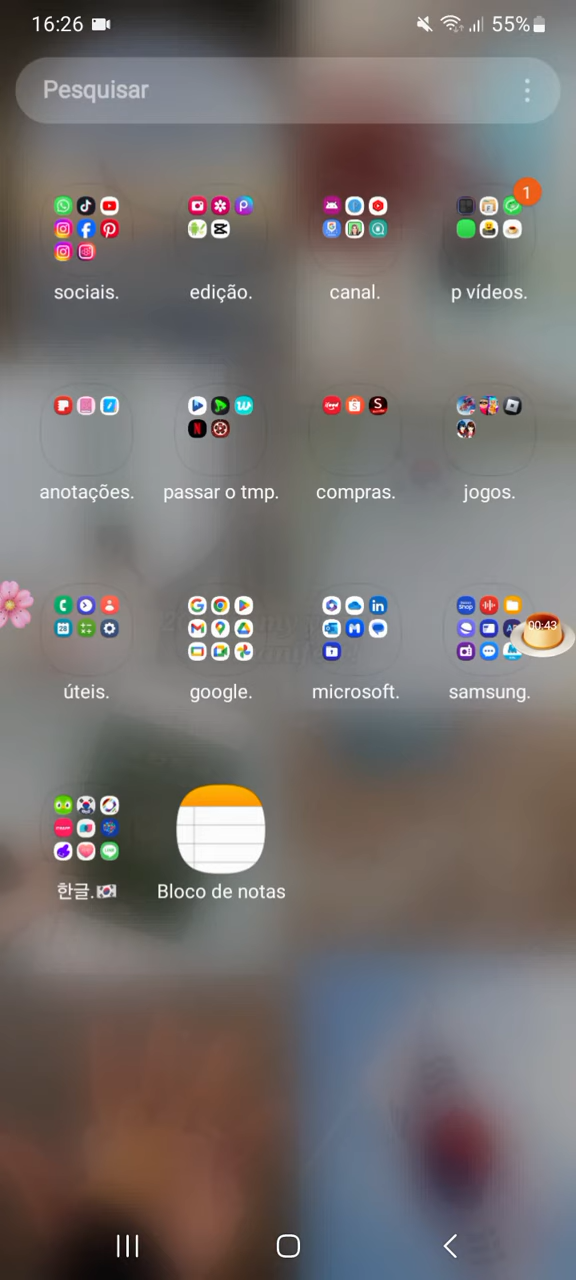 16:26
55%
Pesquisar
1
sociais.
edição.
canal.
p vídeos.
anotações.
passar o tmp.
compras.
jogos.
00:43
úteis.
google.
microsoft.
samsung.
한글.🇰🇷
Bloco de notas